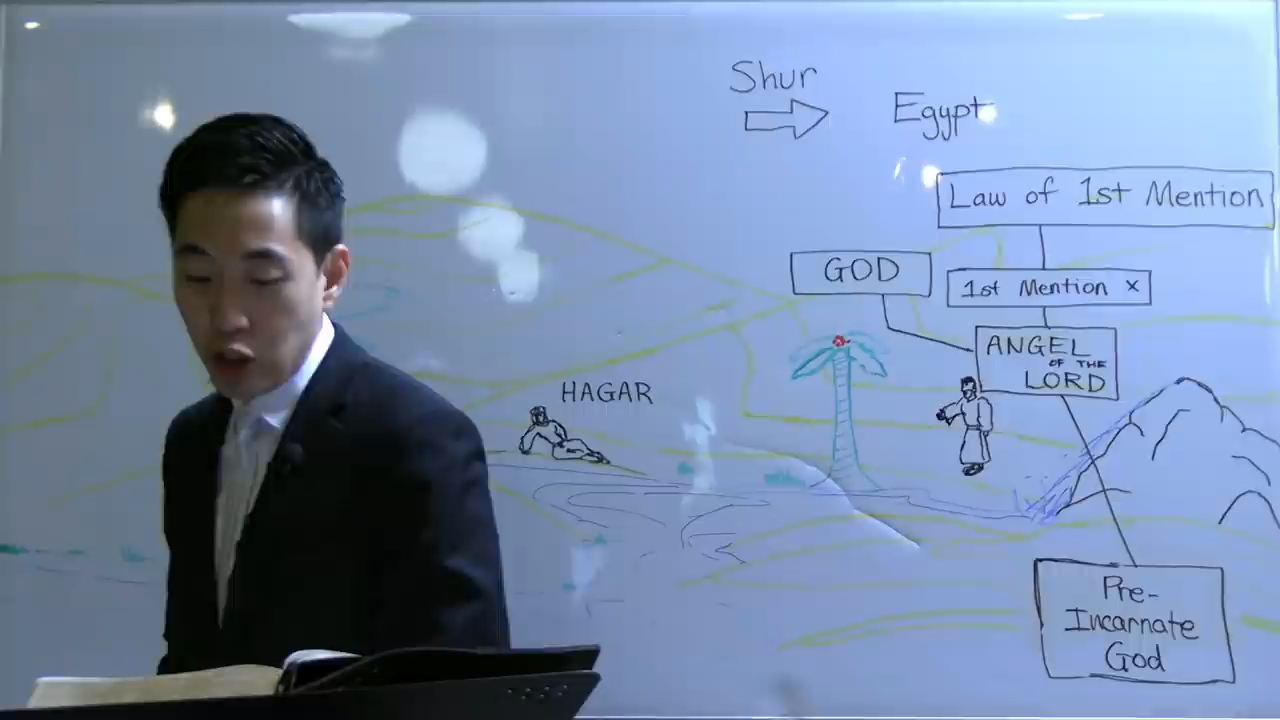 Shur
Egypt
Law of 1st Mention
GOD
1st Mention x
ANGEL
OF THE
LORD
HAGAR
Pre-
Incarnate
God